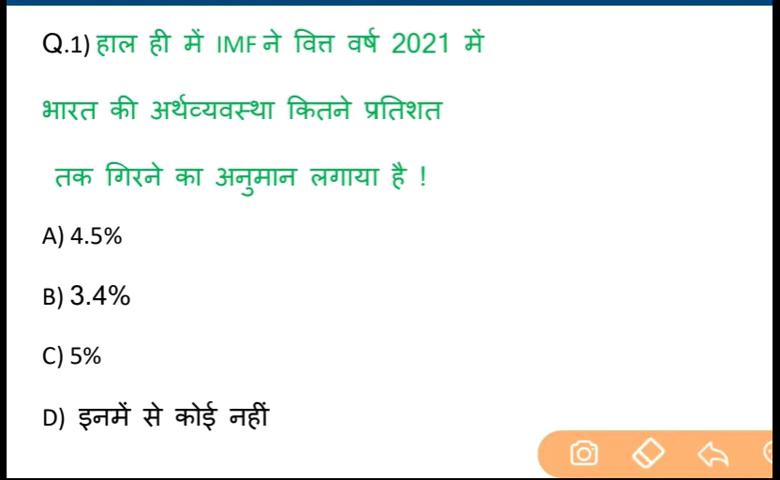 Q.1) हाल ही में IMF ने वित्त वर्ष 2021 में
भारत की अर्थव्यवस्था कितने प्रतिशत
तक गिरने का अनुमान लगाया है !
A) 4.5%
B) 3.4%
C) 5%
D) इनमें से कोई नहीं